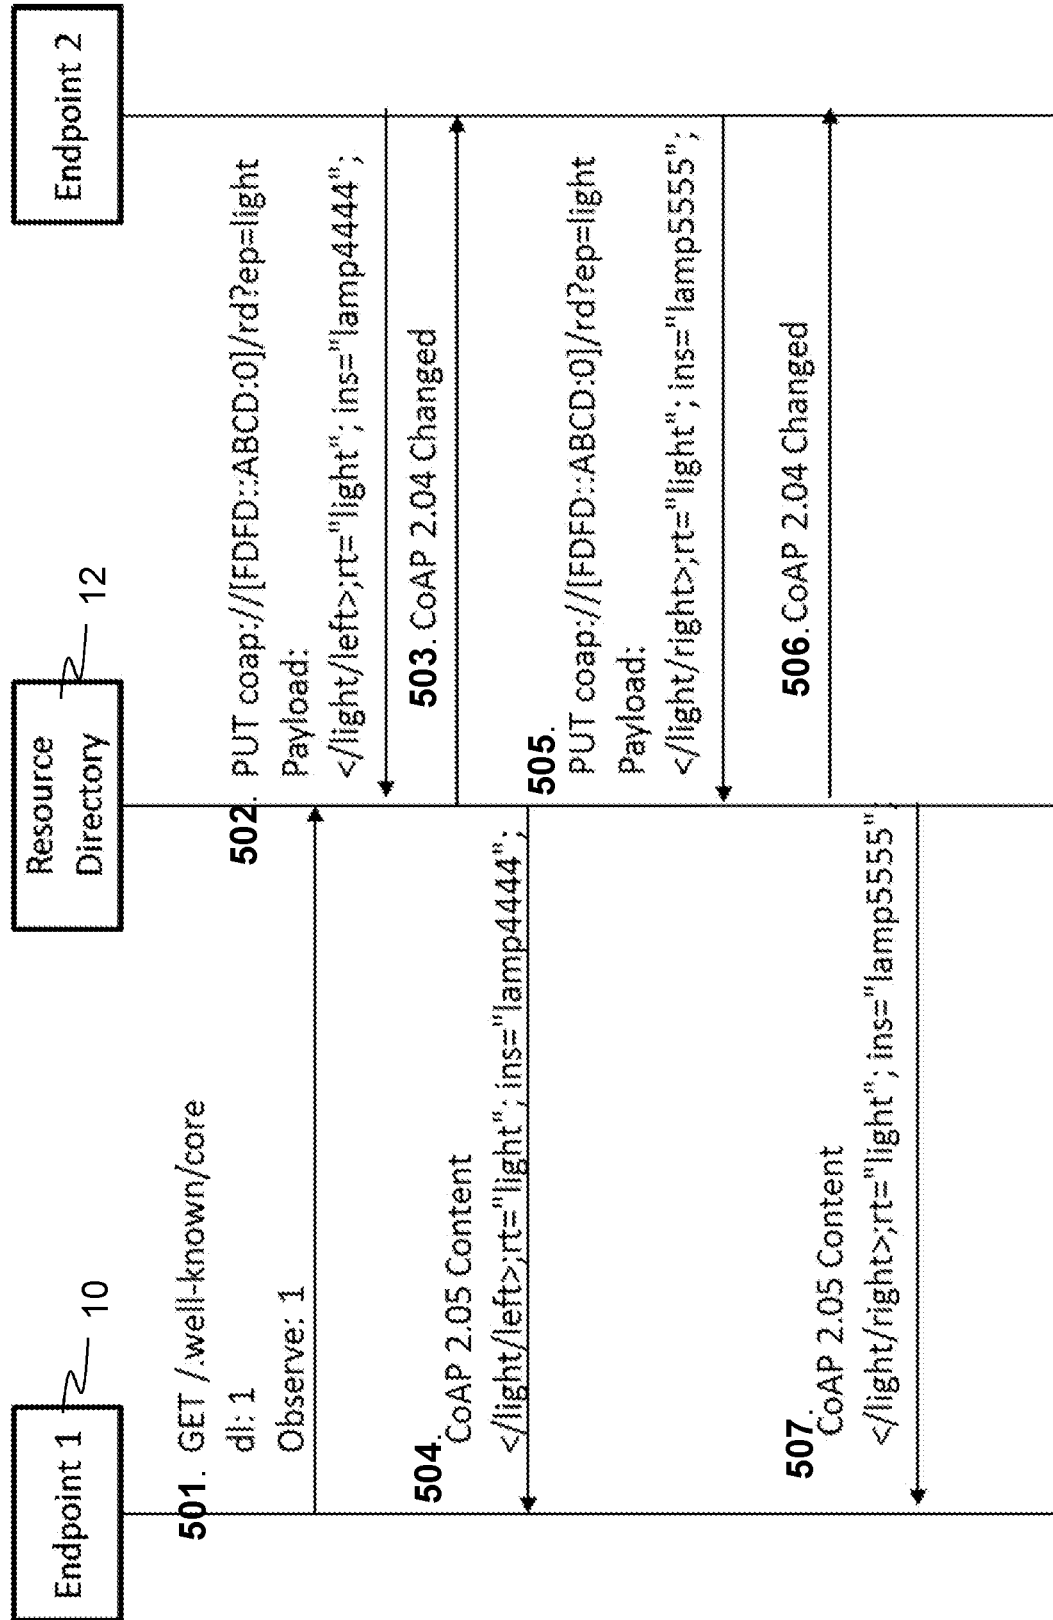 Endpoint 1
10
Resource
Directory
12
Endpoint 2
501. GET /.well-known/core
dl: 1
Observe: 1
502. PUT coap://[FDFD::ABCD:0]/rd?ep=light
Payload:
</light/left>;rt="light"; ins="lamp4444";
503. CoAP 2.04 Changed
504.
CoAP 2.05 Content
</light/left>;rt="light"; ins="lamp4444";
505.
PUT coap://[FDFD::ABCD:0]/rd?ep=light
Payload:
</light/right>;rt="light"; ins="lamp5555";
506. CoAP 2.04 Changed
507.
CoAP 2.05 Content
</light/right>;rt="light"; ins="lamp5555";